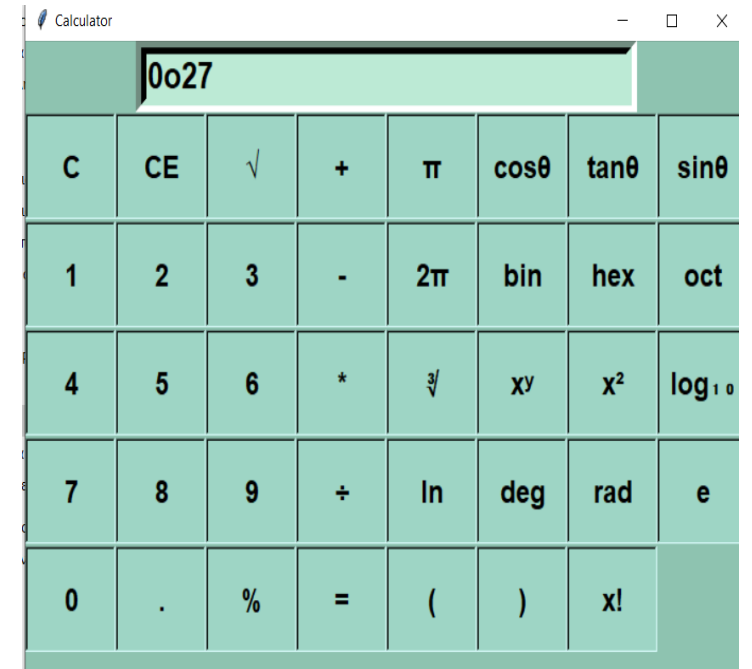 Calculator
0o27
C CE √ + π cosθ tanθ sinθ
1 2 3 - 2π bin hex oct
4 5 6 * ∛ xʸ x² log₁₀
7 8 9 ÷ ln deg rad e
0 . % = ( ) x!